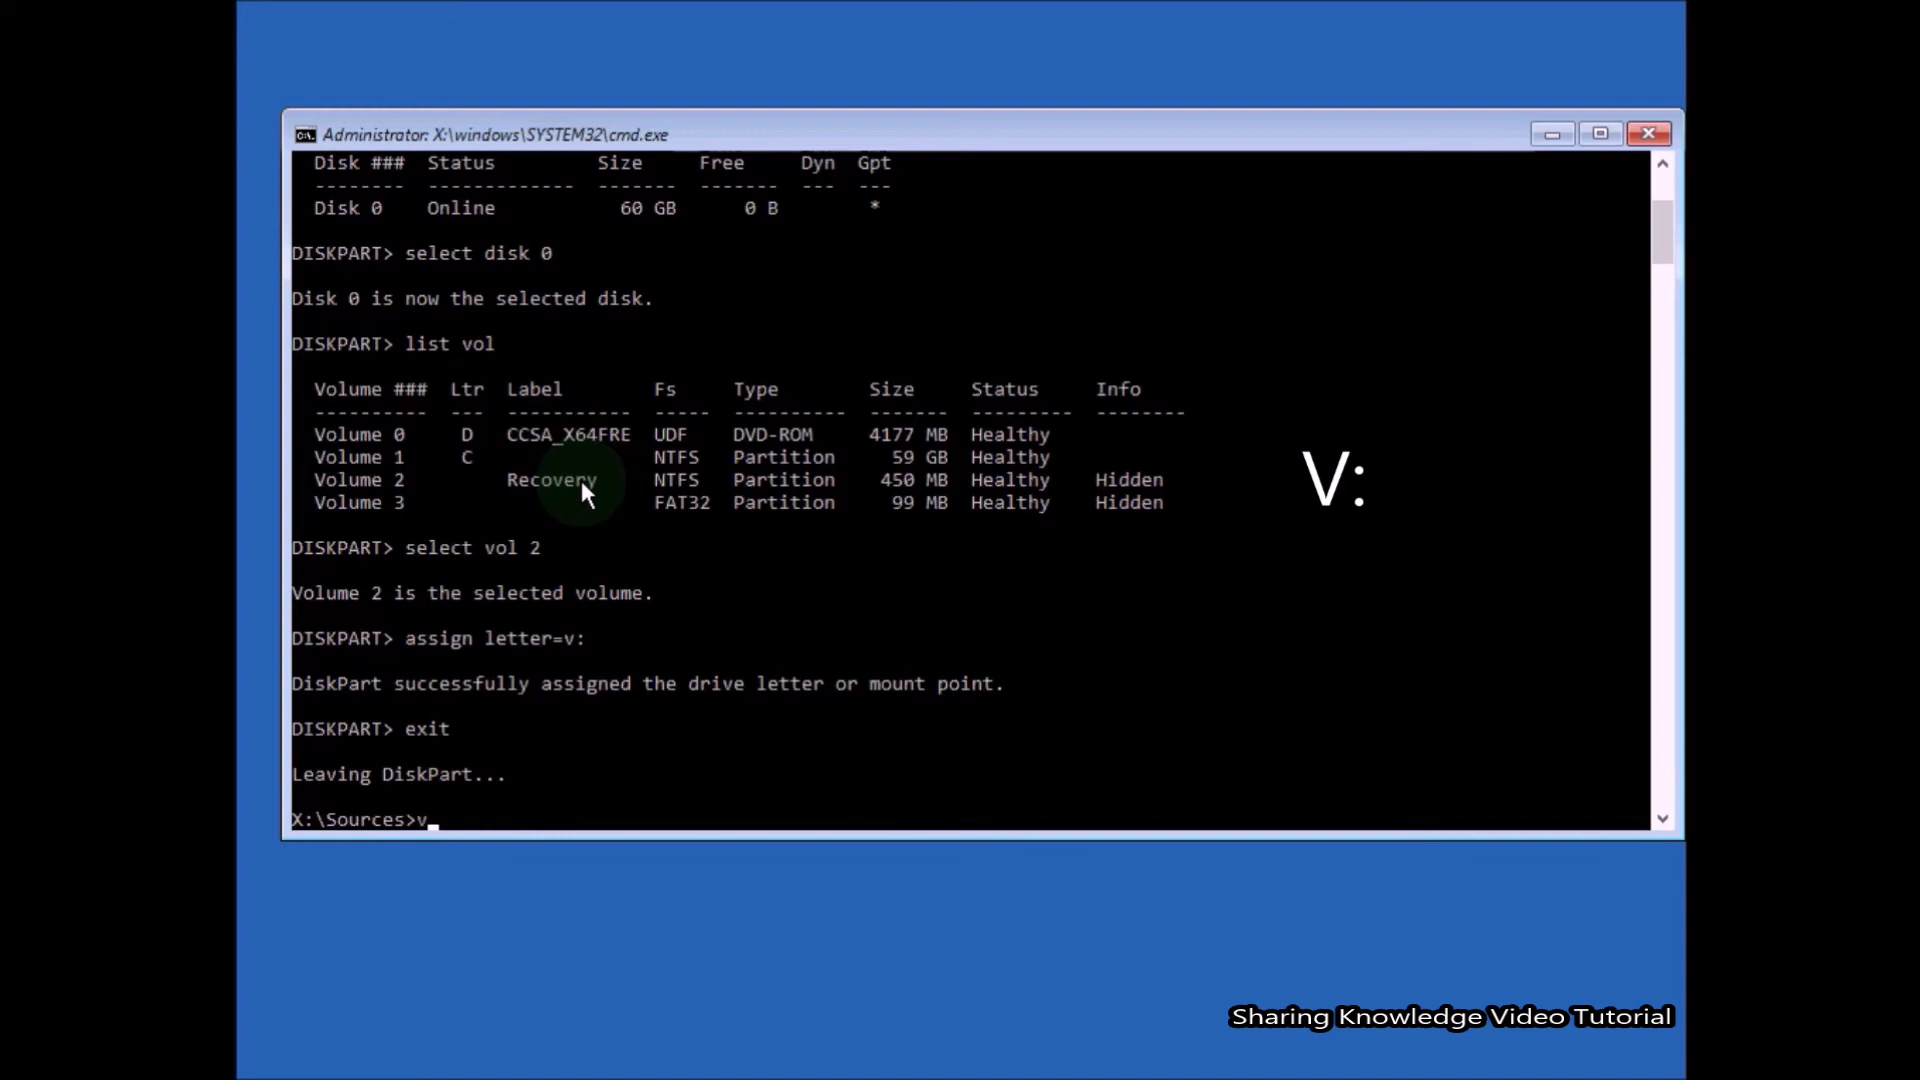 Administrator: X:\windows\SYSTEM32\cmd.exe
Disk ### Status Size Free Dyn Gpt
-------- ------------- ------- ------- --- ---
Disk 0 Online 60 GB 0 B *
DISKPART> select disk 0
Disk 0 is now the selected disk.
DISKPART> list vol
Volume ### Ltr Label Fs Type Size Status Info
---------- --- ----------- ----- ---------- ------- --------- --------
Volume 0 D CCSA_X64FRE UDF DVD-ROM 4177 MB Healthy
Volume 1 C NTFS Partition 59 GB Healthy
Volume 2 Recovery NTFS Partition 450 MB Healthy Hidden
Volume 3 FAT32 Partition 99 MB Healthy Hidden
V:
DISKPART> select vol 2
Volume 2 is the selected volume.
DISKPART> assign letter=v:
DiskPart successfully assigned the drive letter or mount point.
DISKPART> exit
Leaving DiskPart...
X:\Sources>v_
Sharing Knowledge Video Tutorial